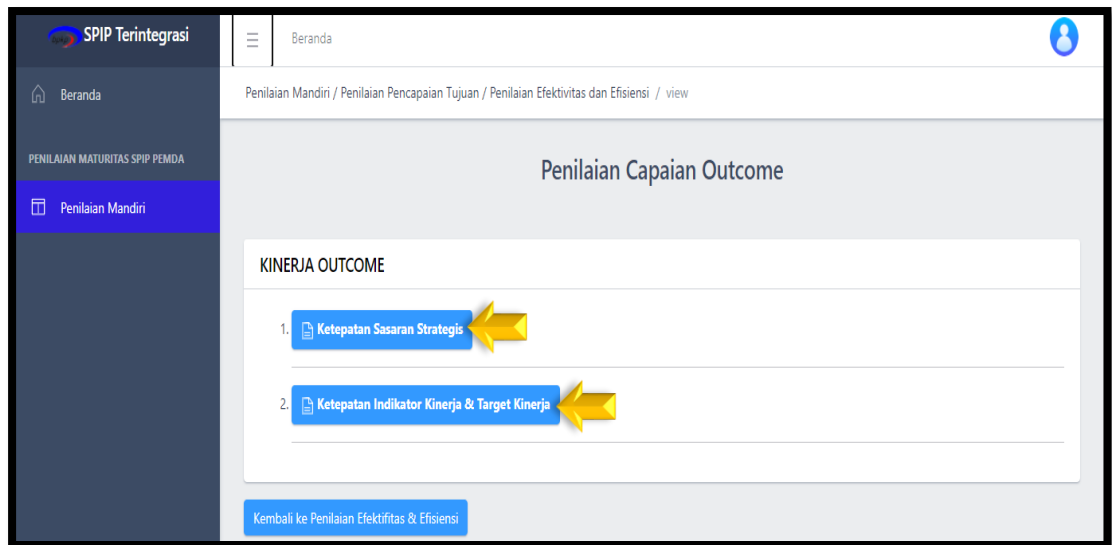 SPIP Terintegrasi
Beranda
Beranda
Penilaian Mandiri / Penilaian Pencapaian Tujuan / Penilaian Efektivitas dan Efisiensi / view
PENILAIAN MATURITAS SPIP PEMDA
Penilaian Mandiri
Penilaian Capaian Outcome
KINERJA OUTCOME
1. Ketepatan Sasaran Strategis
2. Ketepatan Indikator Kinerja & Target Kinerja
Kembali ke Penilaian Efektifitas & Efisiensi